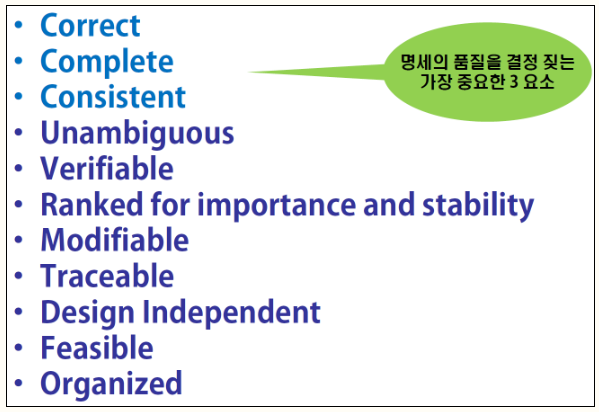 • Correct
• Complete
• Consistent
명세의 품질을 결정 짖는
가장 중요한 3 요소
• Unambiguous
• Verifiable
• Ranked for importance and stability
• Modifiable
• Traceable
• Design Independent
• Feasible
• Organized